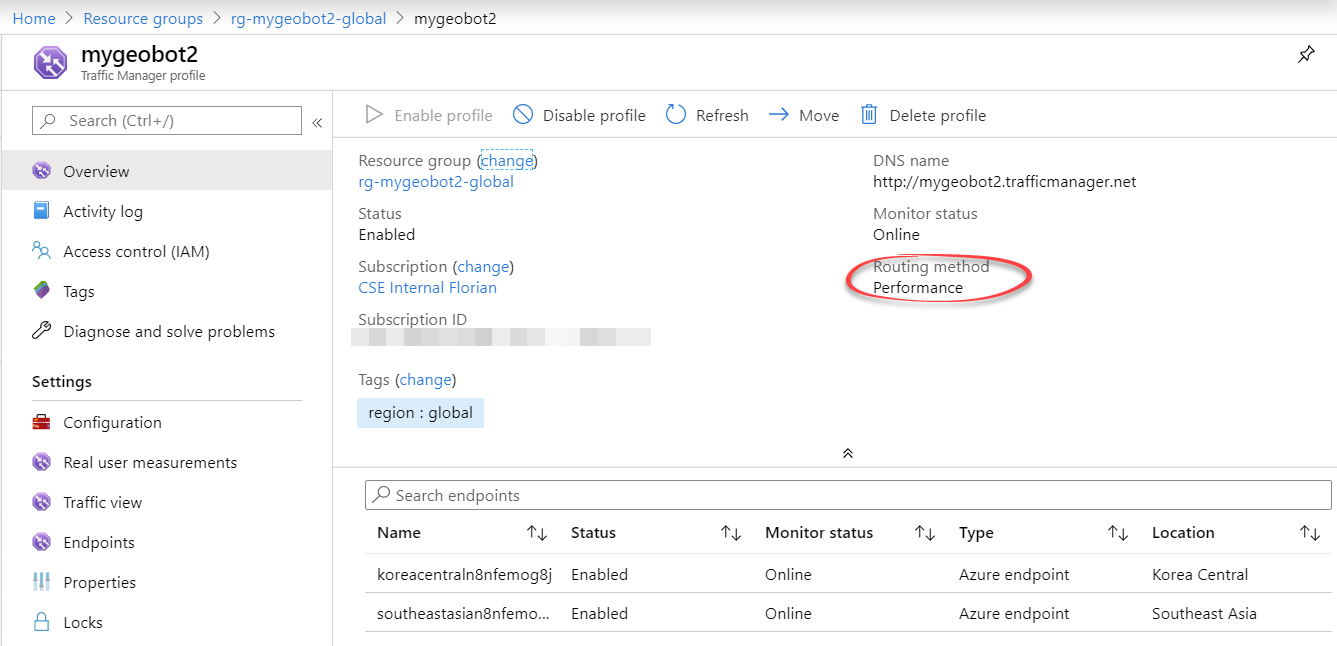 Home > Resource groups > rg-mygeobot2-global > mygeobot2
mygeobot2
Traffic Manager profile
Search (Ctrl+/)
«
Enable profile
Disable profile
Refresh
Move
Delete profile
Overview
Activity log
Access control (IAM)
Tags
Diagnose and solve problems
Settings
Configuration
Real user measurements
Traffic view
Endpoints
Properties
Locks
Resource group (change)
rg-mygeobot2-global
Status
Enabled
Subscription (change)
CSE Internal Florian
Subscription ID
Tags (change)
region : global
DNS name
http://mygeobot2.trafficmanager.net
Monitor status
Online
Routing method
Performance
Search endpoints
Name Status Monitor status Type Location
koreacentraln8nfemog8j Enabled Online Azure endpoint Korea Central
southeastasian8nfemo... Enabled Online Azure endpoint Southeast Asia